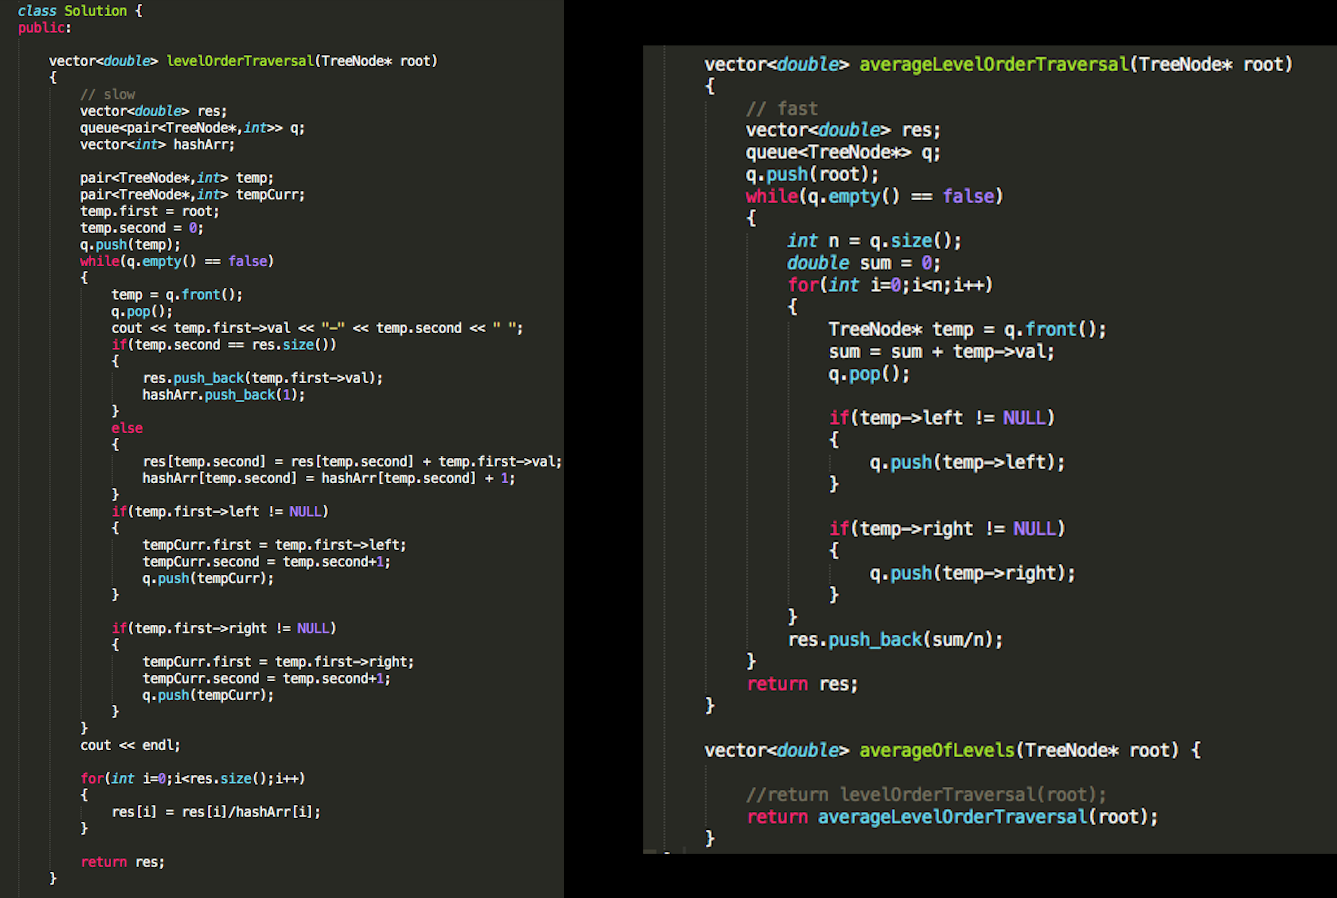 class Solution {
public:
vector<double> levelOrderTraversal(TreeNode* root)
{
// slow
vector<double> res;
queue<pair<TreeNode*,int>> q;
vector<int> hashArr;
pair<TreeNode*,int> temp;
pair<TreeNode*,int> tempCurr;
temp.first = root;
temp.second = 0;
q.push(temp);
while(q.empty() == false)
{
temp = q.front();
q.pop();
cout << temp.first->val << "-" << temp.second << " ";
if(temp.second == res.size())
{
res.push_back(temp.first->val);
hashArr.push_back(1);
}
else
{
res[temp.second] = res[temp.second] + temp.first->val;
hashArr[temp.second] = hashArr[temp.second] + 1;
}
if(temp.first->left != NULL)
{
tempCurr.first = temp.first->left;
tempCurr.second = temp.second+1;
q.push(tempCurr);
}
if(temp.first->right != NULL)
{
tempCurr.first = temp.first->right;
tempCurr.second = temp.second+1;
q.push(tempCurr);
}
}
cout << endl;
for(int i=0;i<res.size();i++)
{
res[i] = res[i]/hashArr[i];
}
return res;
}
vector<double> averageLevelOrderTraversal(TreeNode* root)
{
// fast
vector<double> res;
queue<TreeNode*> q;
q.push(root);
while(q.empty() == false)
{
int n = q.size();
double sum = 0;
for(int i=0;i<n;i++)
{
TreeNode* temp = q.front();
sum = sum + temp->val;
q.pop();
if(temp->left != NULL)
{
q.push(temp->left);
}
if(temp->right != NULL)
{
q.push(temp->right);
}
}
res.push_back(sum/n);
}
return res;
}
vector<double> averageOfLevels(TreeNode* root) {
//return levelOrderTraversal(root);
return averageLevelOrderTraversal(root);
}